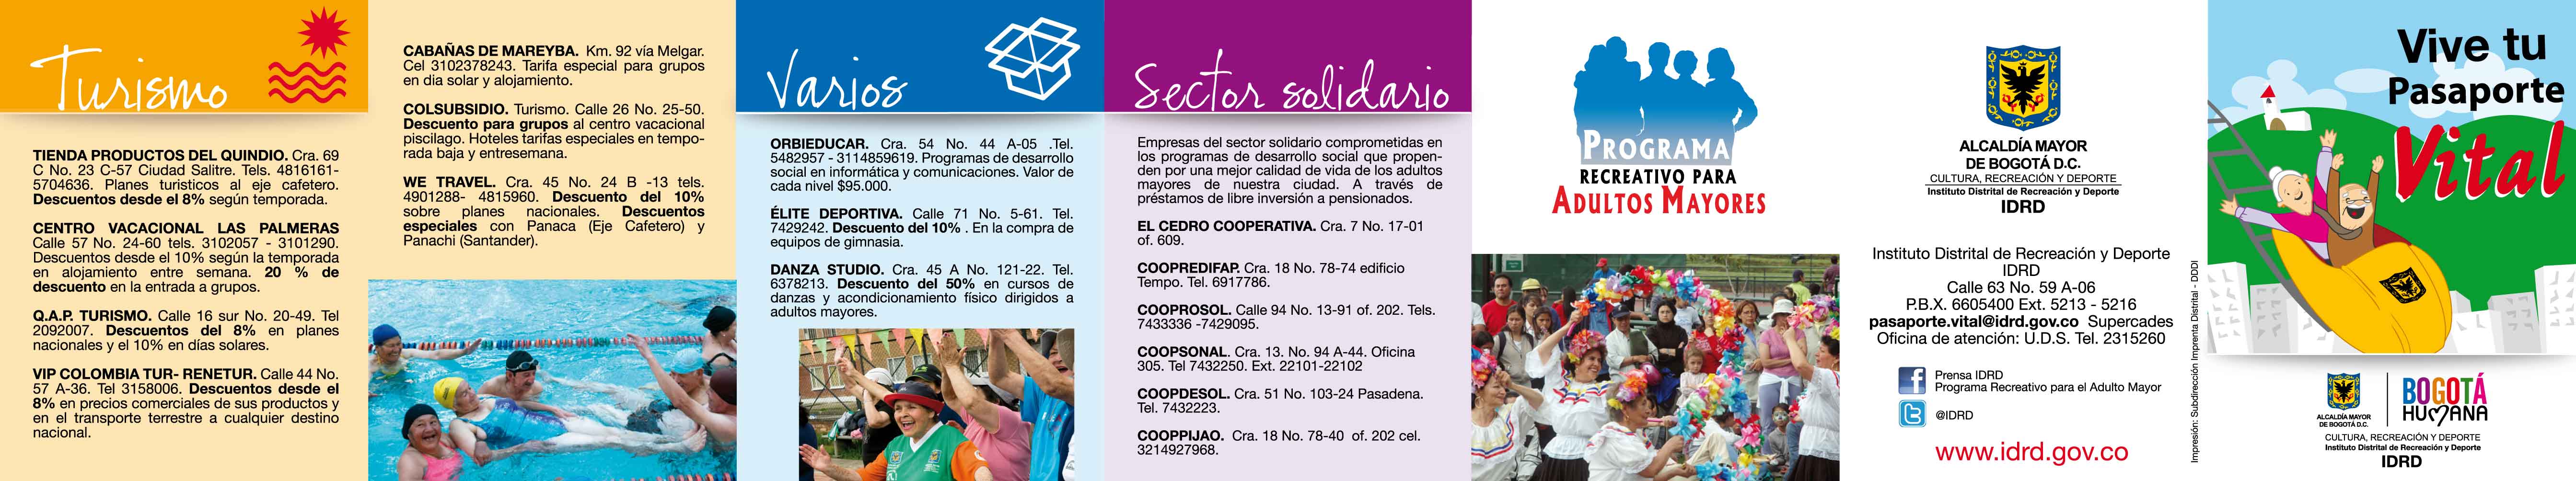 Turismo
TIENDA PRODUCTOS DEL QUINDIO. Cra. 69
C No. 23 C-57 Ciudad Salitre. Tels. 4816161-
5704636. Planes turisticos al eje cafetero.
Descuentos desde el 8% según temporada.
CENTRO VACACIONAL LAS PALMERAS
Calle 57 No. 24-60 tels. 3102057 - 3101290.
Descuentos desde el 10% según la temporada
en alojamiento entre semana. 20 % de
descuento en la entrada a grupos.
Q.A.P. TURISMO. Calle 16 sur No. 20-49. Tel
2092007. Descuentos del 8% en planes
nacionales y el 10% en días solares.
VIP COLOMBIA TUR- RENETUR. Calle 44 No.
57 A-36. Tel 3158006. Descuentos desde el
8% en precios comerciales de sus productos y
en el transporte terrestre a cualquier destino
nacional.
CABAÑAS DE MAREYBA. Km. 92 vía Melgar.
Cel 3102378243. Tarifa especial para grupos
en dia solar y alojamiento.
COLSUBSIDIO. Turismo. Calle 26 No. 25-50.
Descuento para grupos al centro vacacional
piscilago. Hoteles tarifas especiales en tempo-
rada baja y entresemana.
WE TRAVEL. Cra. 45 No. 24 B -13 tels.
4901288- 4815960. Descuento del 10%
sobre planes nacionales. Descuentos
especiales con Panaca (Eje Cafetero) y
Panachi (Santander).
Varios
ORBIEDUCAR. Cra. 54 No. 44 A-05 .Tel.
5482957 - 3114859619. Programas de desarrollo
social en informática y comunicaciones. Valor de
cada nivel $95.000.
ÉLITE DEPORTIVA. Calle 71 No. 5-61. Tel.
7429242. Descuento del 10% . En la compra de
equipos de gimnasia.
DANZA STUDIO. Cra. 45 A No. 121-22. Tel.
6378213. Descuento del 50% en cursos de
danzas y acondicionamiento físico dirigidos a
adultos mayores.
Sector solidario
Empresas del sector solidario comprometidas en
los programas de desarrollo social que propen-
den por una mejor calidad de vida de los adultos
mayores de nuestra ciudad. A través de
préstamos de libre inversión a pensionados.
EL CEDRO COOPERATIVA. Cra. 7 No. 17-01
of. 609.
COOPREDIFAP. Cra. 18 No. 78-74 edificio
Tempo. Tel. 6917786.
COOPROSOL. Calle 94 No. 13-91 of. 202. Tels.
7433336 -7429095.
COOPSONAL. Cra. 13. No. 94 A-44. Oficina
305. Tel 7432250. Ext. 22101-22102
COOPDESOL. Cra. 51 No. 103-24 Pasadena.
Tel. 7432223.
COOPPIJAO. Cra. 18 No. 78-40 of. 202 cel.
3214927968.
PROGRAMA
RECREATIVO PARA
ADULTOS MAYORES
ALCALDÍA MAYOR
DE BOGOTÁ D.C.
CULTURA, RECREACIÓN Y DEPORTE
Instituto Distrital de Recreación y Deporte
IDRD
Instituto Distrital de Recreación y Deporte
IDRD
Calle 63 No. 59 A-06
P.B.X. 6605400 Ext. 5213 - 5216
pasaporte.vital@idrd.gov.co Supercades
Oficina de atención: U.D.S. Tel. 2315260
Prensa IDRD
Programa Recreativo para el Adulto Mayor
@IDRD
www.idrd.gov.co
Impresión: Subdirección Imprenta Distrital - DDDI
Vive tu
Pasaporte
Vital
ALCALDÍA MAYOR
DE BOGOTÁ D.C.
BOGOTÁ
HUMANA
CULTURA, RECREACIÓN Y DEPORTE
Instituto Distrital de Recreación y Deporte
IDRD